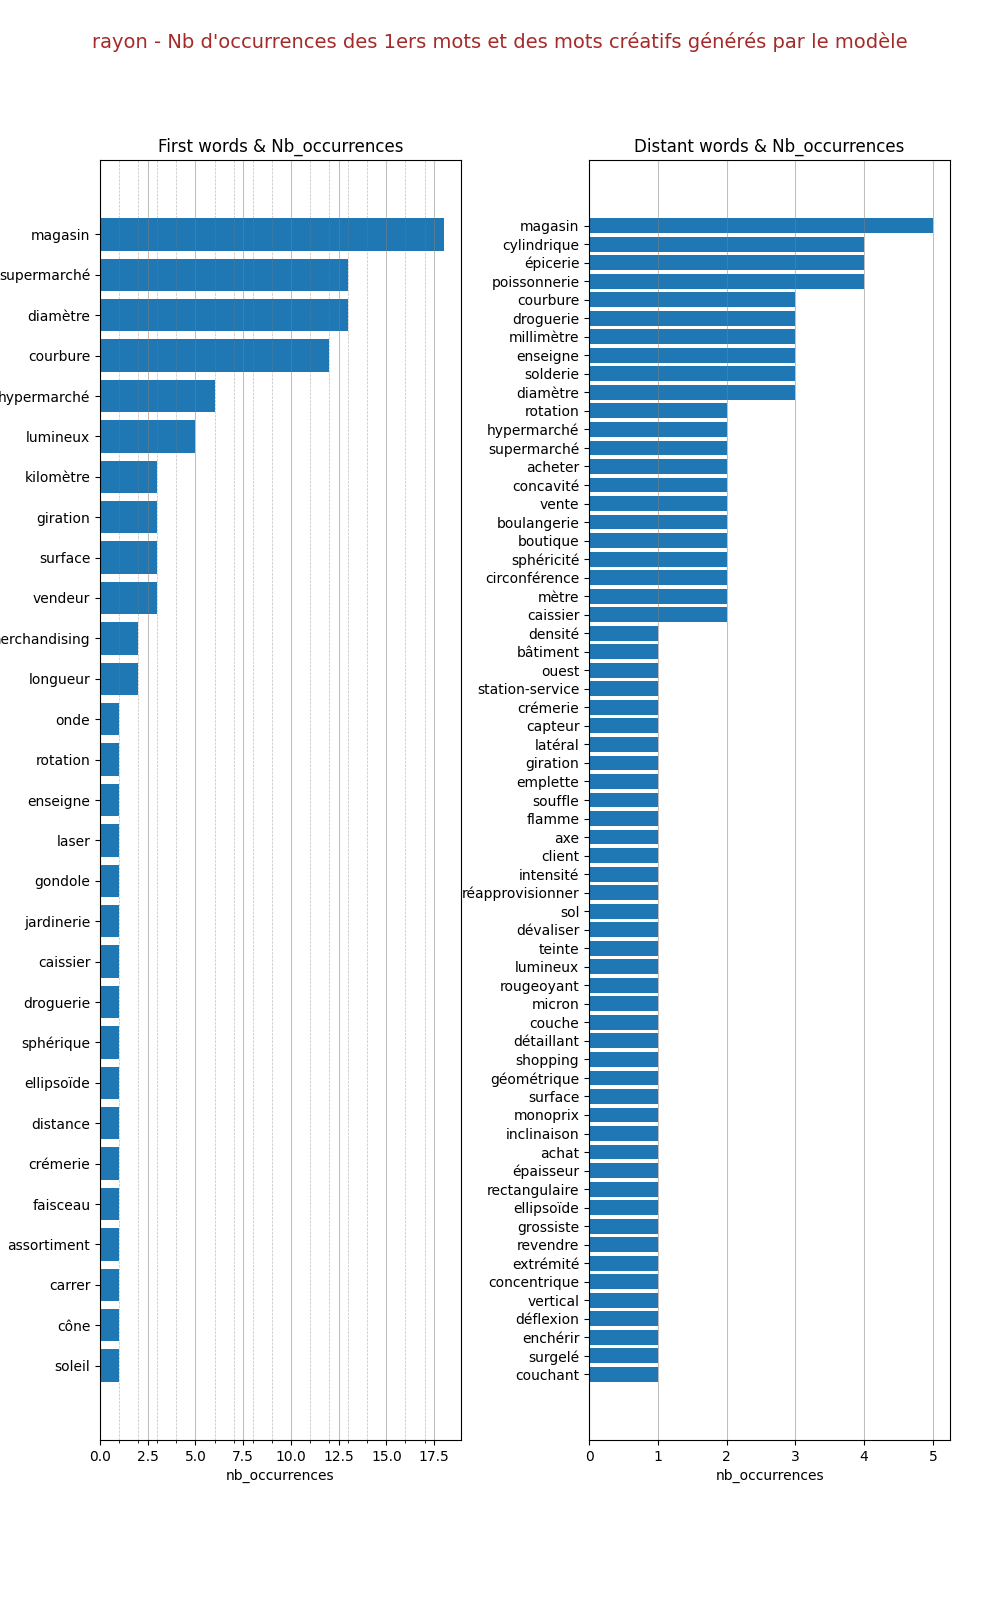 rayon - Nb d'occurrences des 1ers mots et des mots créatifs générés par le modèle
First words & Nb_occurrences
magasin
supermarché
diamètre
courbure
hypermarché
lumineux
kilomètre
giration
surface
vendeur
erchandising
longueur
onde
rotation
enseigne
laser
gondole
jardinerie
caissier
droguerie
sphérique
ellipsoïde
distance
crémerie
faisceau
assortiment
carrer
cône
soleil
0.0 2.5 5.0 7.5 10.0 12.5 15.0 17.5
nb_occurrences
Distant words & Nb_occurrences
magasin
cylindrique
épicerie
poissonnerie
courbure
droguerie
millimètre
enseigne
solderie
diamètre
rotation
hypermarché
supermarché
acheter
concavité
vente
boulangerie
boutique
sphéricité
circonférence
mètre
caissier
densité
bâtiment
ouest
station-service
crémerie
capteur
latéral
giration
emplette
souffle
flamme
axe
client
intensité
réapprovisionner
sol
dévaliser
teinte
lumineux
rougeoyant
micron
couche
détaillant
shopping
géométrique
surface
monoprix
inclinaison
achat
épaisseur
rectangulaire
ellipsoïde
grossiste
revendre
extrémité
concentrique
vertical
déflexion
enchérir
surgelé
couchant
0 1 2 3 4 5
nb_occurrences